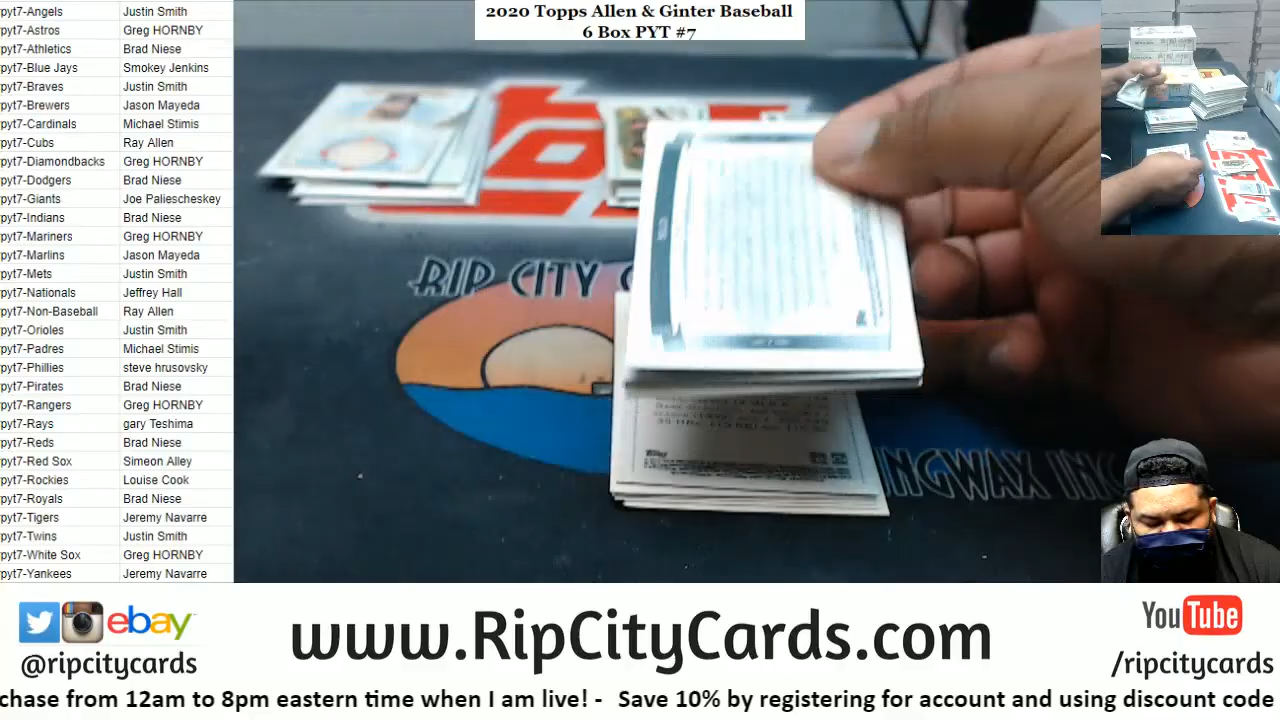 2020 Topps Allen & Ginter Baseball
6 Box PYT #7
pyt7-Angels Justin Smith
pyt7-Astros Greg HORNBY
pyt7-Athletics Brad Niese
pyt7-Blue Jays Smokey Jenkins
pyt7-Braves Justin Smith
pyt7-Brewers Jason Mayeda
pyt7-Cardinals Michael Stimis
pyt7-Cubs Ray Allen
pyt7-Diamondbacks Greg HORNBY
pyt7-Dodgers Brad Niese
pyt7-Giants Joe Paliescheskey
pyt7-Indians Brad Niese
pyt7-Mariners Greg HORNBY
pyt7-Marlins Jason Mayeda
pyt7-Mets Justin Smith
pyt7-Nationals Jeffrey Hall
pyt7-Non-Baseball Ray Allen
pyt7-Orioles Justin Smith
pyt7-Padres Michael Stimis
pyt7-Phillies steve hrusovsky
pyt7-Pirates Brad Niese
pyt7-Rangers Greg HORNBY
pyt7-Rays gary Teshima
pyt7-Reds Brad Niese
pyt7-Red Sox Simeon Alley
pyt7-Rockies Louise Cook
pyt7-Royals Brad Niese
pyt7-Tigers Jeremy Navarre
pyt7-Twins Justin Smith
pyt7-White Sox Greg HORNBY
pyt7-Yankees Jeremy Navarre
RIP CITY C
INGWAX INC
Topps
ebay
@ripcitycards
www.RipCityCards.com
YouTube
/ripcitycards
chase from 12am to 8pm eastern time when I am live! - Save 10% by registering for account and using discount code